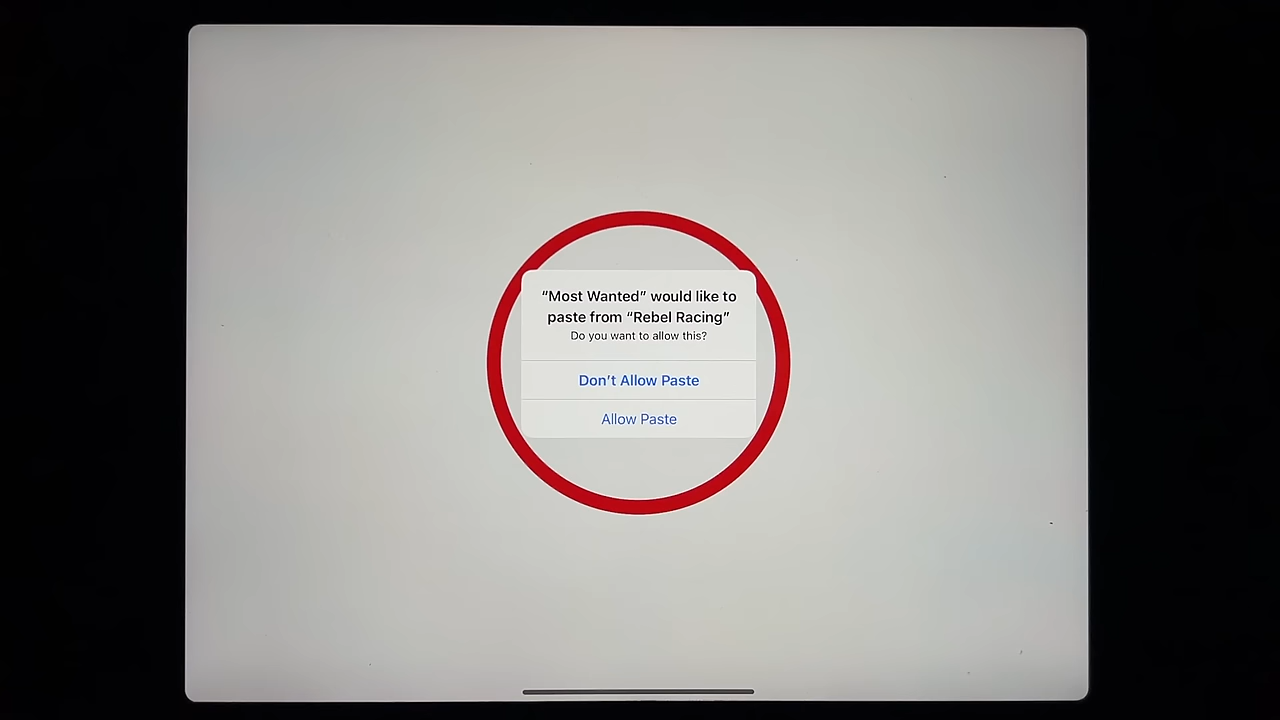 “Most Wanted” would like to
paste from “Rebel Racing”
Do you want to allow this?
Don’t Allow Paste
Allow Paste